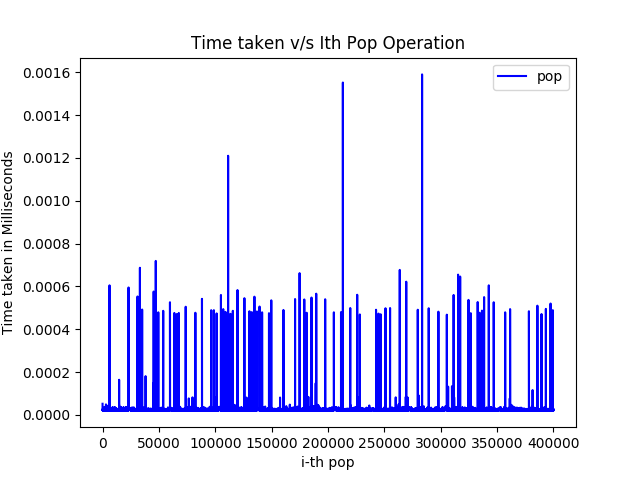 Time taken v/s Ith Pop Operation
pop
Time taken in Milliseconds
0.0016
0.0014
0.0012
0.0010
0.0008
0.0006
0.0004
0.0002
0.0000
0 50000 100000 150000 200000 250000 300000 350000 400000
i-th pop